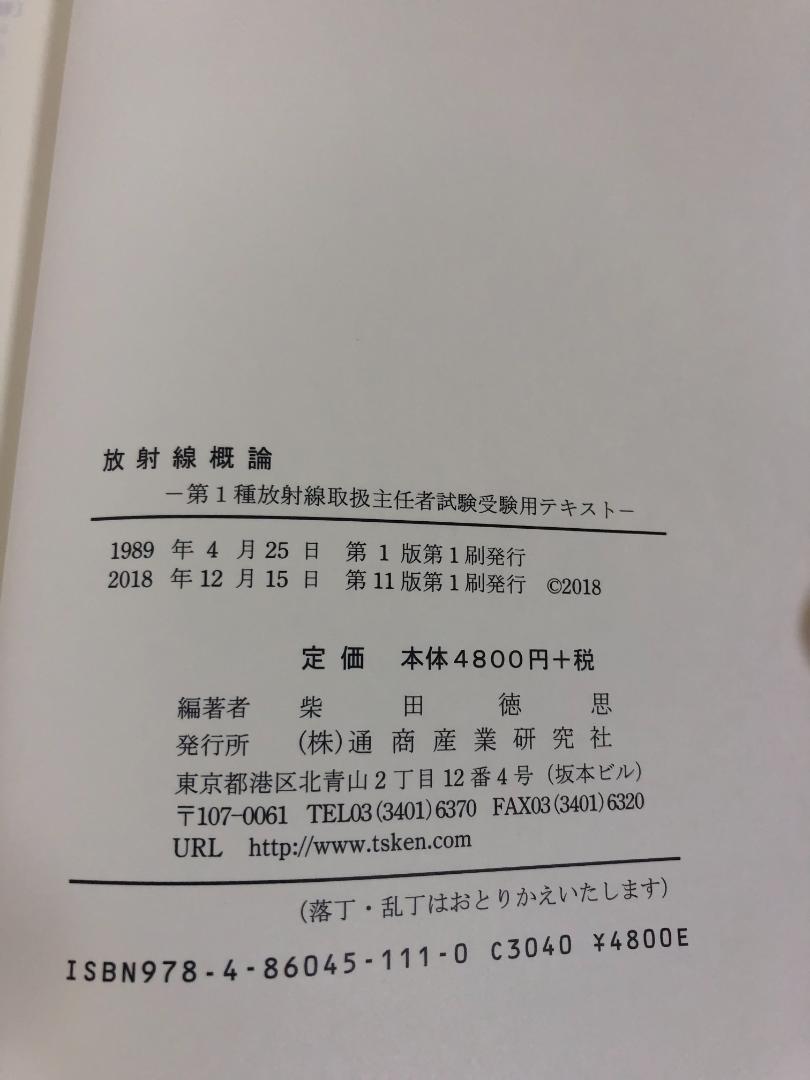 放射線概論
－第1種放射線取扱主任者試験受験用テキスト－
1989 年 4 月 25 日 第 1 版第1刷発行
2018 年 12 月 15 日 第11版第1刷発行 ©2018
定価 本体4800円＋税
編著者 柴田徳思
発行所 (株)通商産業研究社
東京都港区北青山2丁目12番4号（坂本ビル）
〒107-0061 TEL03(3401)6370 FAX03(3401)6320
URL http://www.tsken.com
（落丁・乱丁はおとりかえいたします）
ISBN978-4-86045-111-0 C3040 ¥4800E